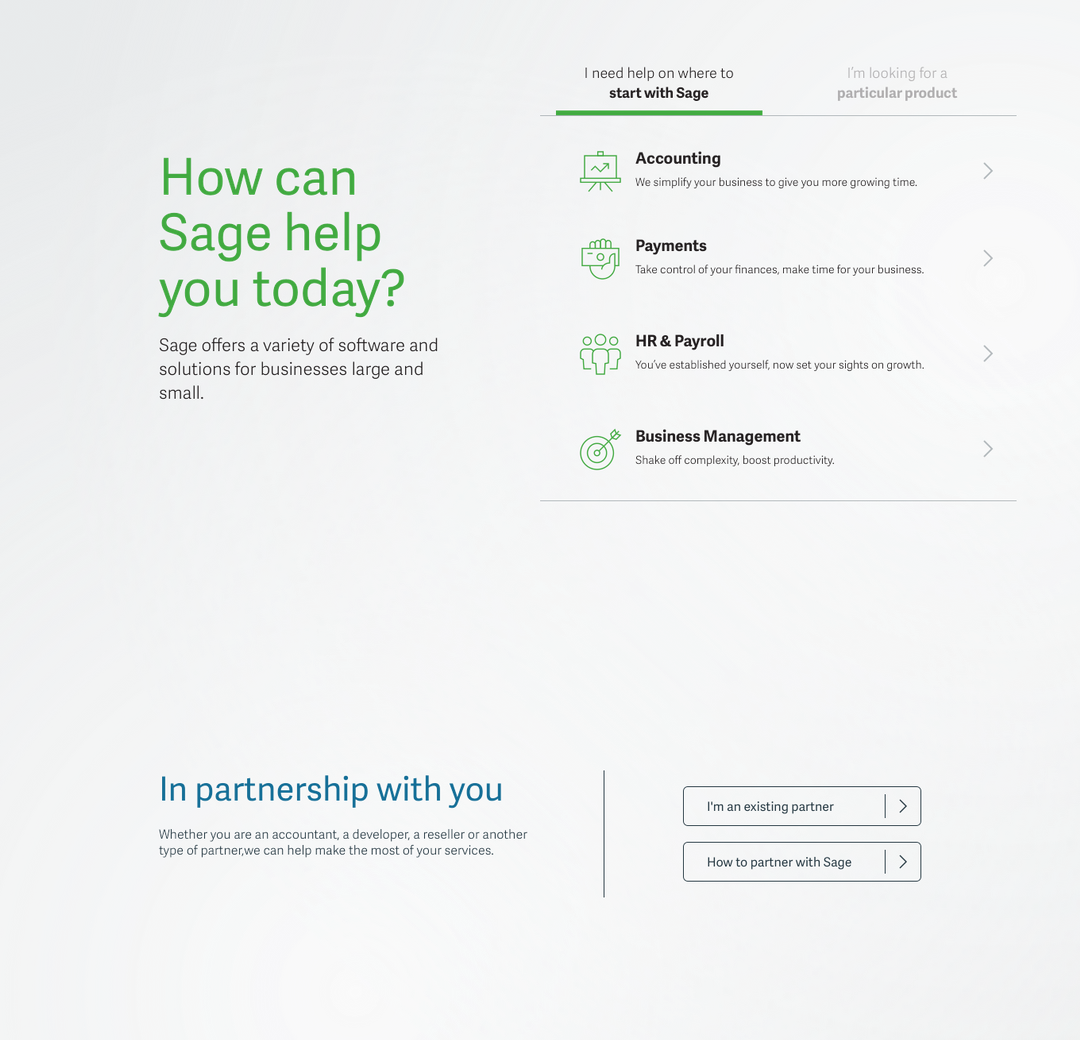 I need help on where to
start with Sage
I'm looking for a
particular product
How can
Sage help
you today?
Sage offers a variety of software and
solutions for businesses large and
small.
Accounting
We simplify your business to give you more growing time.
Payments
Take control of your finances, make time for your business.
HR & Payroll
You've established yourself, now set your sights on growth.
Business Management
Shake off complexity, boost productivity.
In partnership with you
Whether you are an accountant, a developer, a reseller or another
type of partner,we can help make the most of your services.
I'm an existing partner
How to partner with Sage